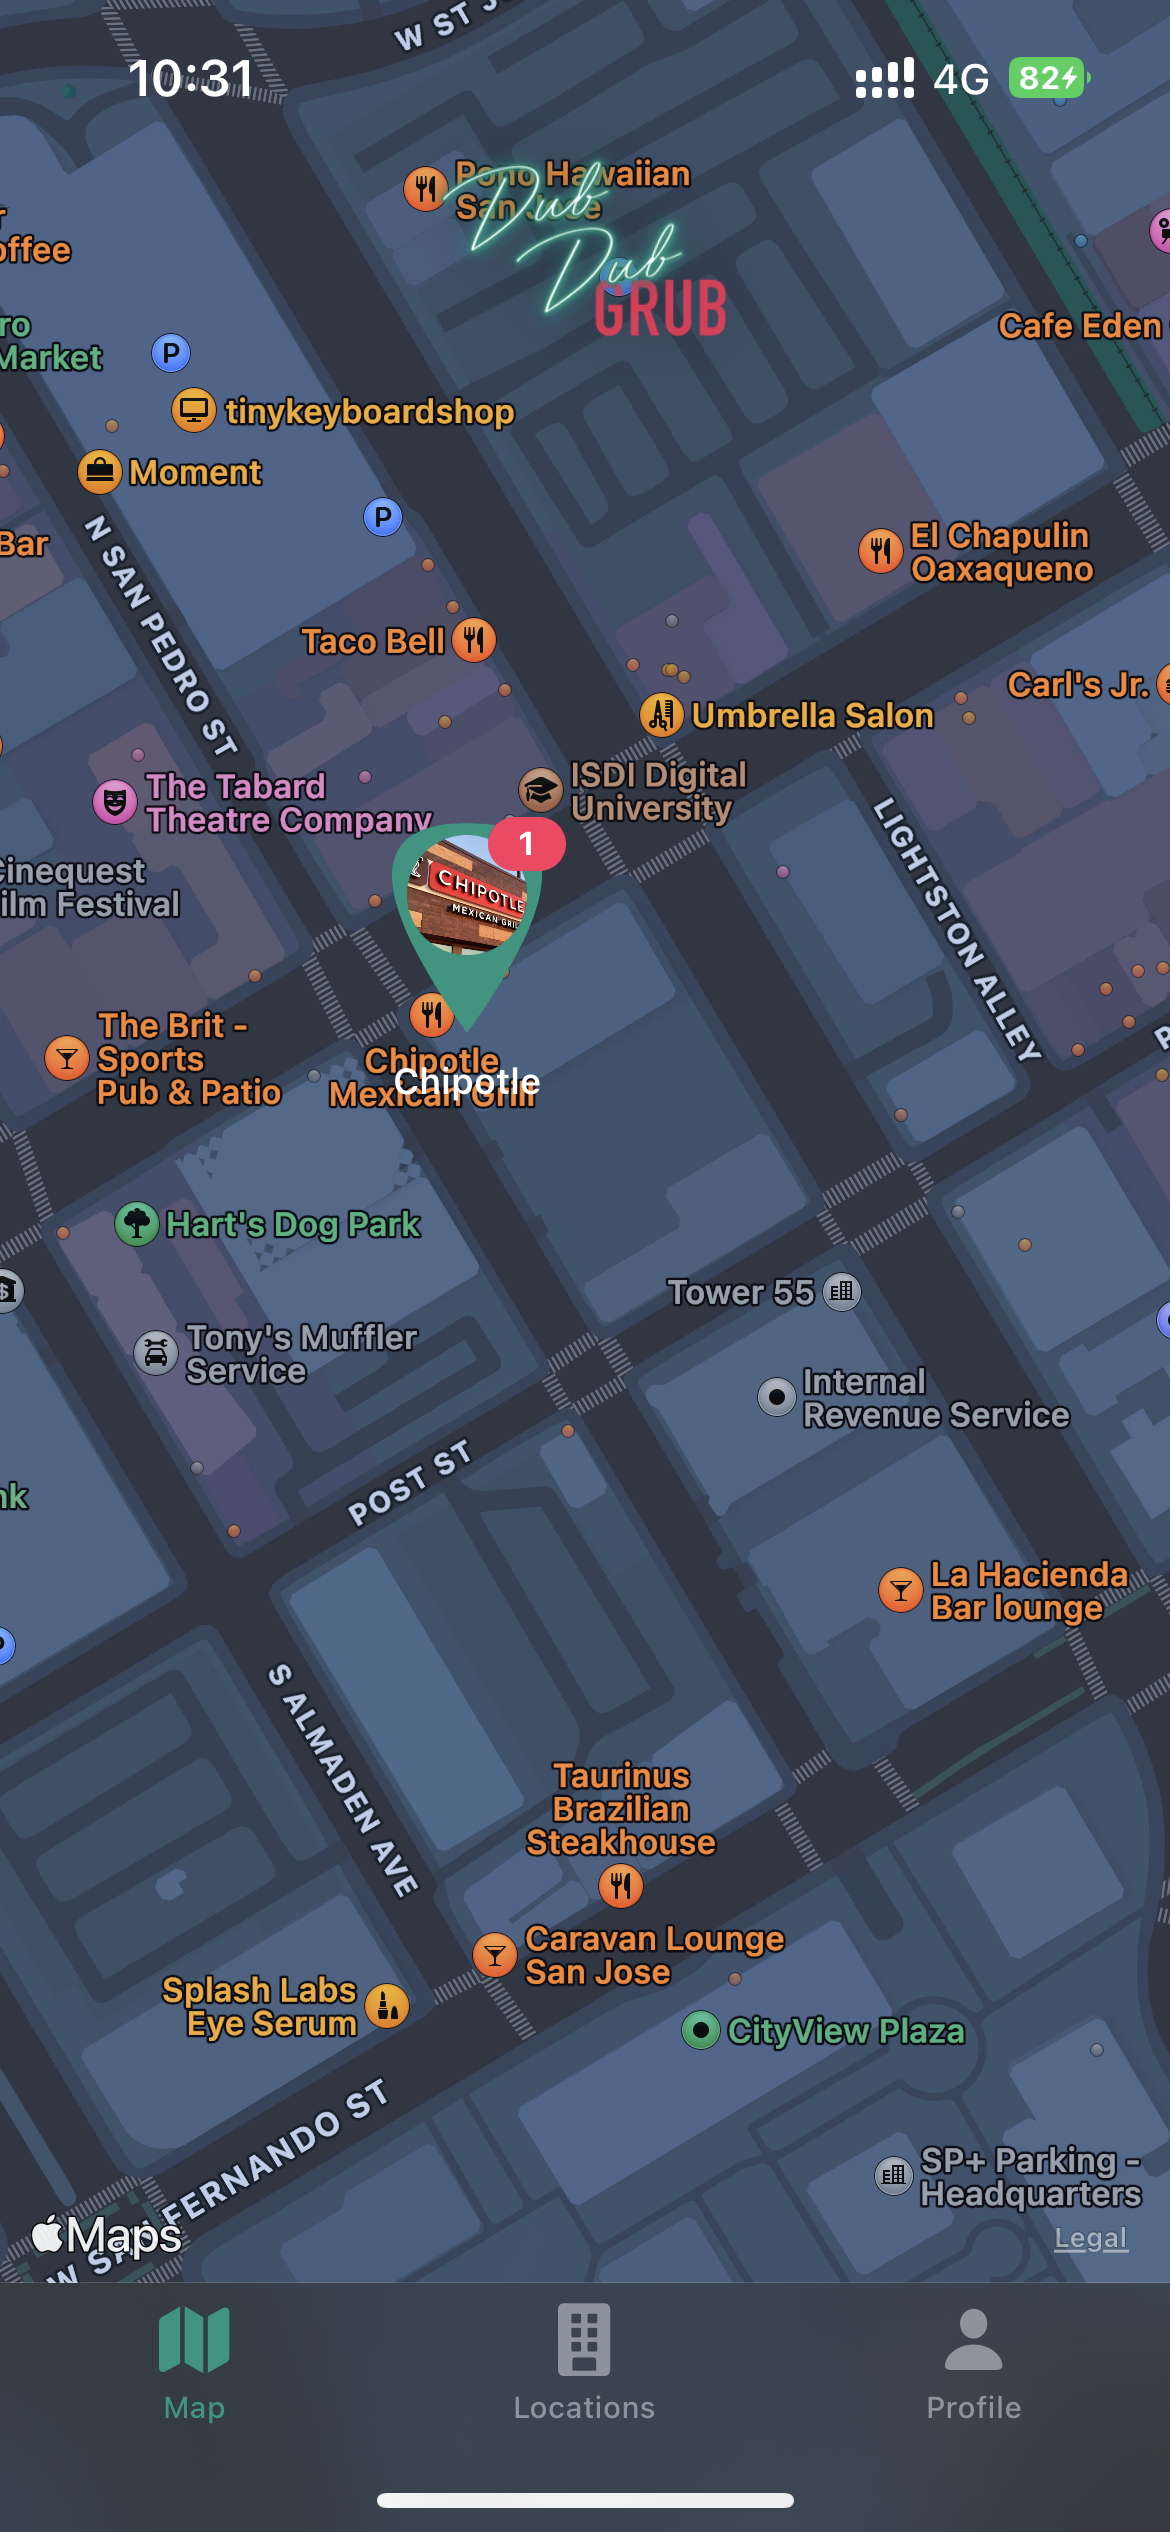 W ST J
10:31
4G
82
Pono Hawaiian
San Jose
Dub
Dub
GRUB
offee
Cafe Eden
ro
Market
P
tinykeyboardshop
Moment
P
N SAN PEDRO ST
Bar
El Chapulin
Oaxaqueno
Taco Bell
Carl's Jr.
Umbrella Salon
The Tabard
Theatre Company
ISDI Digital
University
LIGHTSTON ALLEY
1
CHIPOTLE
MEXICAN GRIL
Cinequest
ilm Festival
The Brit -
Sports
Pub & Patio
Chipotle
Mexican Grill
Chipotle
Hart's Dog Park
Tower 55
Tony's Muffler
Service
Internal
Revenue Service
POST ST
nk
La Hacienda
Bar lounge
P
S ALMADEN AVE
Taurinus
Brazilian
Steakhouse
Caravan Lounge
San Jose
Splash Labs
Eye Serum
CityView Plaza
W SAN FERNANDO ST
SP+ Parking -
Headquarters
Maps
Legal
Map
Locations
Profile